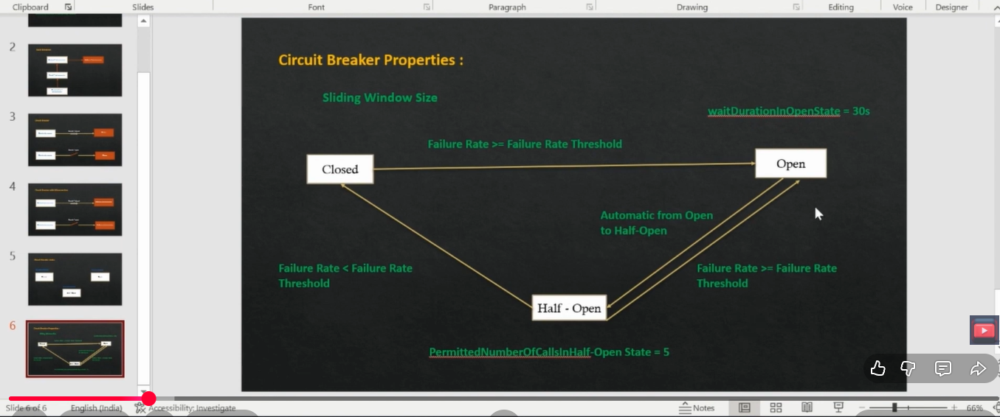 Clipboard
Slides
Font
Paragraph
Drawing
Editing
Voice
Designer
2
3
4
5
6
Circuit Breaker Properties :
Sliding Window Size
waitDurationInOpenState = 30s
Failure Rate >= Failure Rate Threshold
Closed
Open
Automatic from Open
to Half-Open
Failure Rate < Failure Rate
Threshold
Failure Rate >= Failure Rate
Threshold
Half - Open
PermittedNumberOfCallsInHalf-Open State = 5
Slide 6 of 6
English (India)
Accessibility: Investigate
Notes
66%